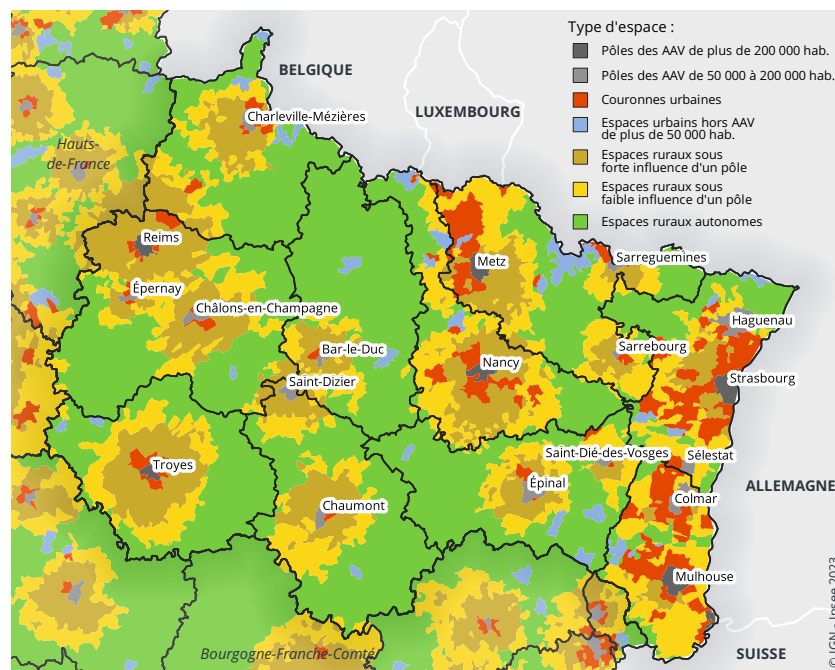 Type d'espace :
Pôles des AAV de plus de 200 000 hab.
Pôles des AAV de 50 000 à 200 000 hab.
Couronnes urbaines
Espaces urbains hors AAV
de plus de 50 000 hab.
Espaces ruraux sous
forte influence d'un pôle
Espaces ruraux sous
faible influence d'un pôle
Espaces ruraux autonomes
BELGIQUE
LUXEMBOURG
Charleville-Mézières
Hauts-
de-France
Reims
Metz
Sarreguemines
Épernay
Châlons-en-Champagne
Haguenau
Bar-le-Duc
Sarrebourg
Nancy
Saint-Dizier
Strasbourg
Troyes
Saint-Dié-des-Vosges
Sélestat
Épinal
ALLEMAGNE
Colmar
Chaumont
Mulhouse
Bourgogne-Franche-Comté
SUISSE
IGN - Insee 2023